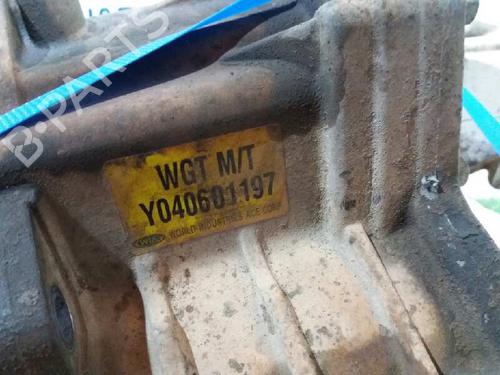 B-PARTS
WGT M/T
Y040601197
WORLD INDUSTRIES ACE CORP.